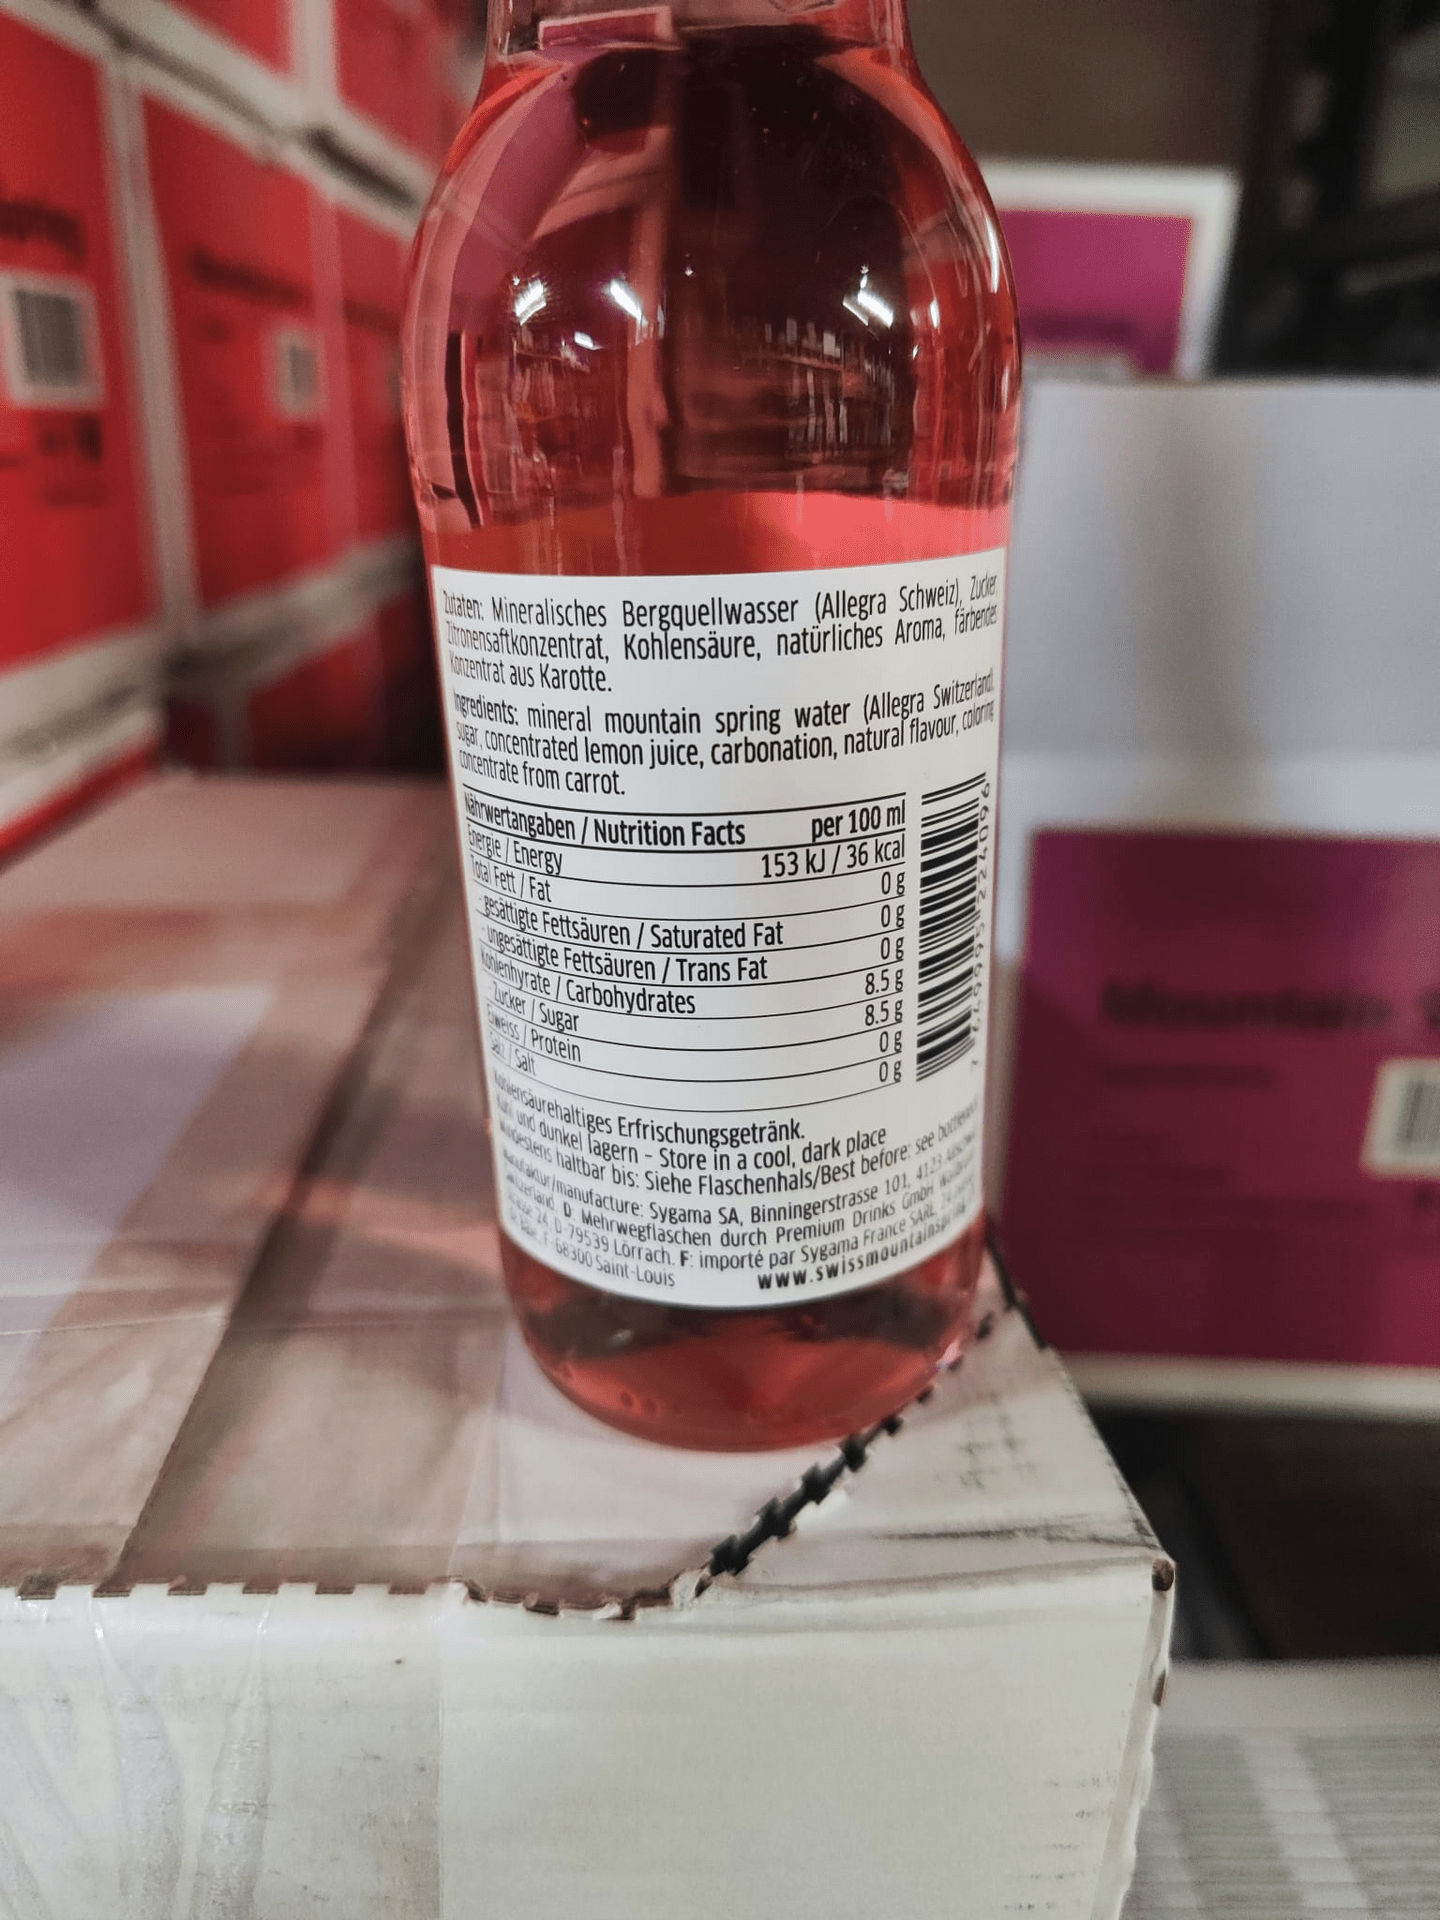 Zutaten: Mineralisches Bergquellwasser (Allegra Schweiz), Zucker,
Zitronensaftkonzentrat, Kohlensäure, natürliches Aroma, färbendes
Konzentrat aus Karotte.
Ingredients: mineral mountain spring water (Allegra Switzerland),
sugar, concentrated lemon juice, carbonation, natural flavour, coloring
concentrate from carrot.
Nährwertangaben / Nutrition Facts per 100 ml
Energie / Energy 153 kJ / 36 kcal
Total Fett / Fat 0 g
- gesättigte Fettsäuren / Saturated Fat 0 g
- ungesättigte Fettsäuren / Trans Fat 0 g
Kohlenhyrate / Carbohydrates 8.5 g
- Zucker / Sugar 8.5 g
Eiweiss / Protein 0 g
Salz / Salt 0 g
Kohlensäurehaltiges Erfrischungsgetränk.
Kühl und dunkel lagern - Store in a cool, dark place
Mindestens haltbar bis: Siehe Flaschenhals/Best before: see bottleneck
Manufaktur/manufacture: Sygama SA, Binningerstrasse 101, 4123
Switzerland. D: Mehrwegflaschen durch Premium Drinks GmbH
Strasse 24, D-79539 Lörrach. F: importé par Sygama France SARL, 24
F-68300 Saint-Louis
www.swissmountainspring
Mountain